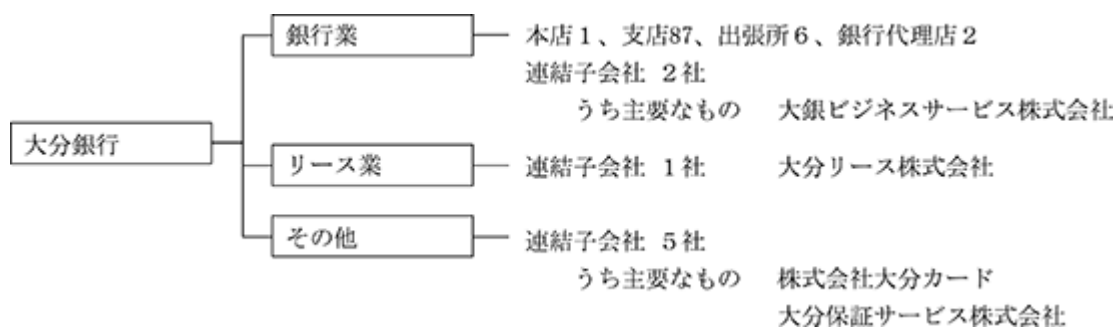 大分銀行
銀行業
本店1、支店87、出張所6、銀行代理店2
連結子会社 2社
うち主要なもの 大銀ビジネスサービス株式会社
リース業
連結子会社 1社 大分リース株式会社
その他
連結子会社 5社
うち主要なもの 株式会社大分カード
大分保証サービス株式会社